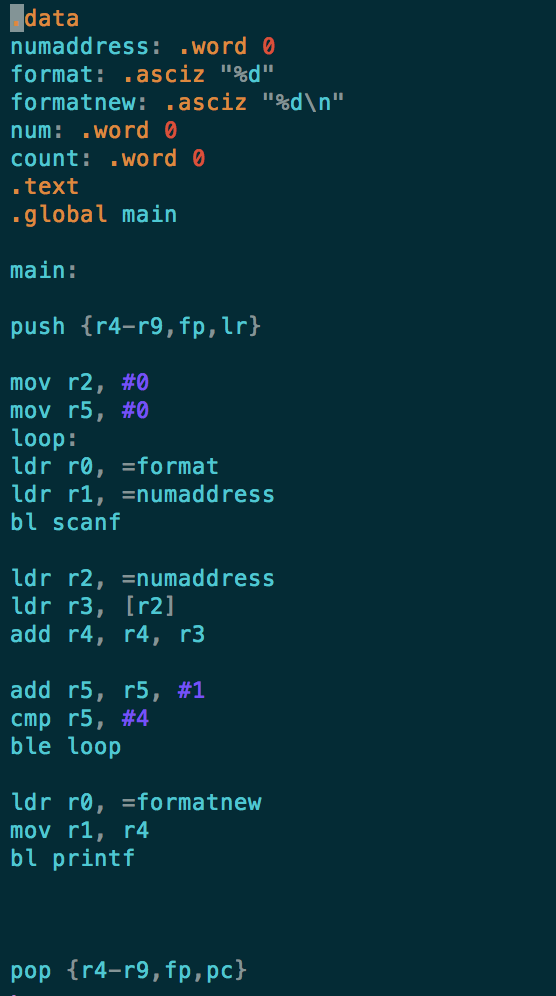 .data
numaddress: .word 0
format: .asciz "%d"
formatnew: .asciz "%d\n"
num: .word 0
count: .word 0
.text
.global main
main:
push {r4-r9,fp,lr}
mov r2, #0
mov r5, #0
loop:
ldr r0, =format
ldr r1, =numaddress
bl scanf
ldr r2, =numaddress
ldr r3, [r2]
add r4, r4, r3
add r5, r5, #1
cmp r5, #4
ble loop
ldr r0, =formatnew
mov r1, r4
bl printf
pop {r4-r9,fp,pc}